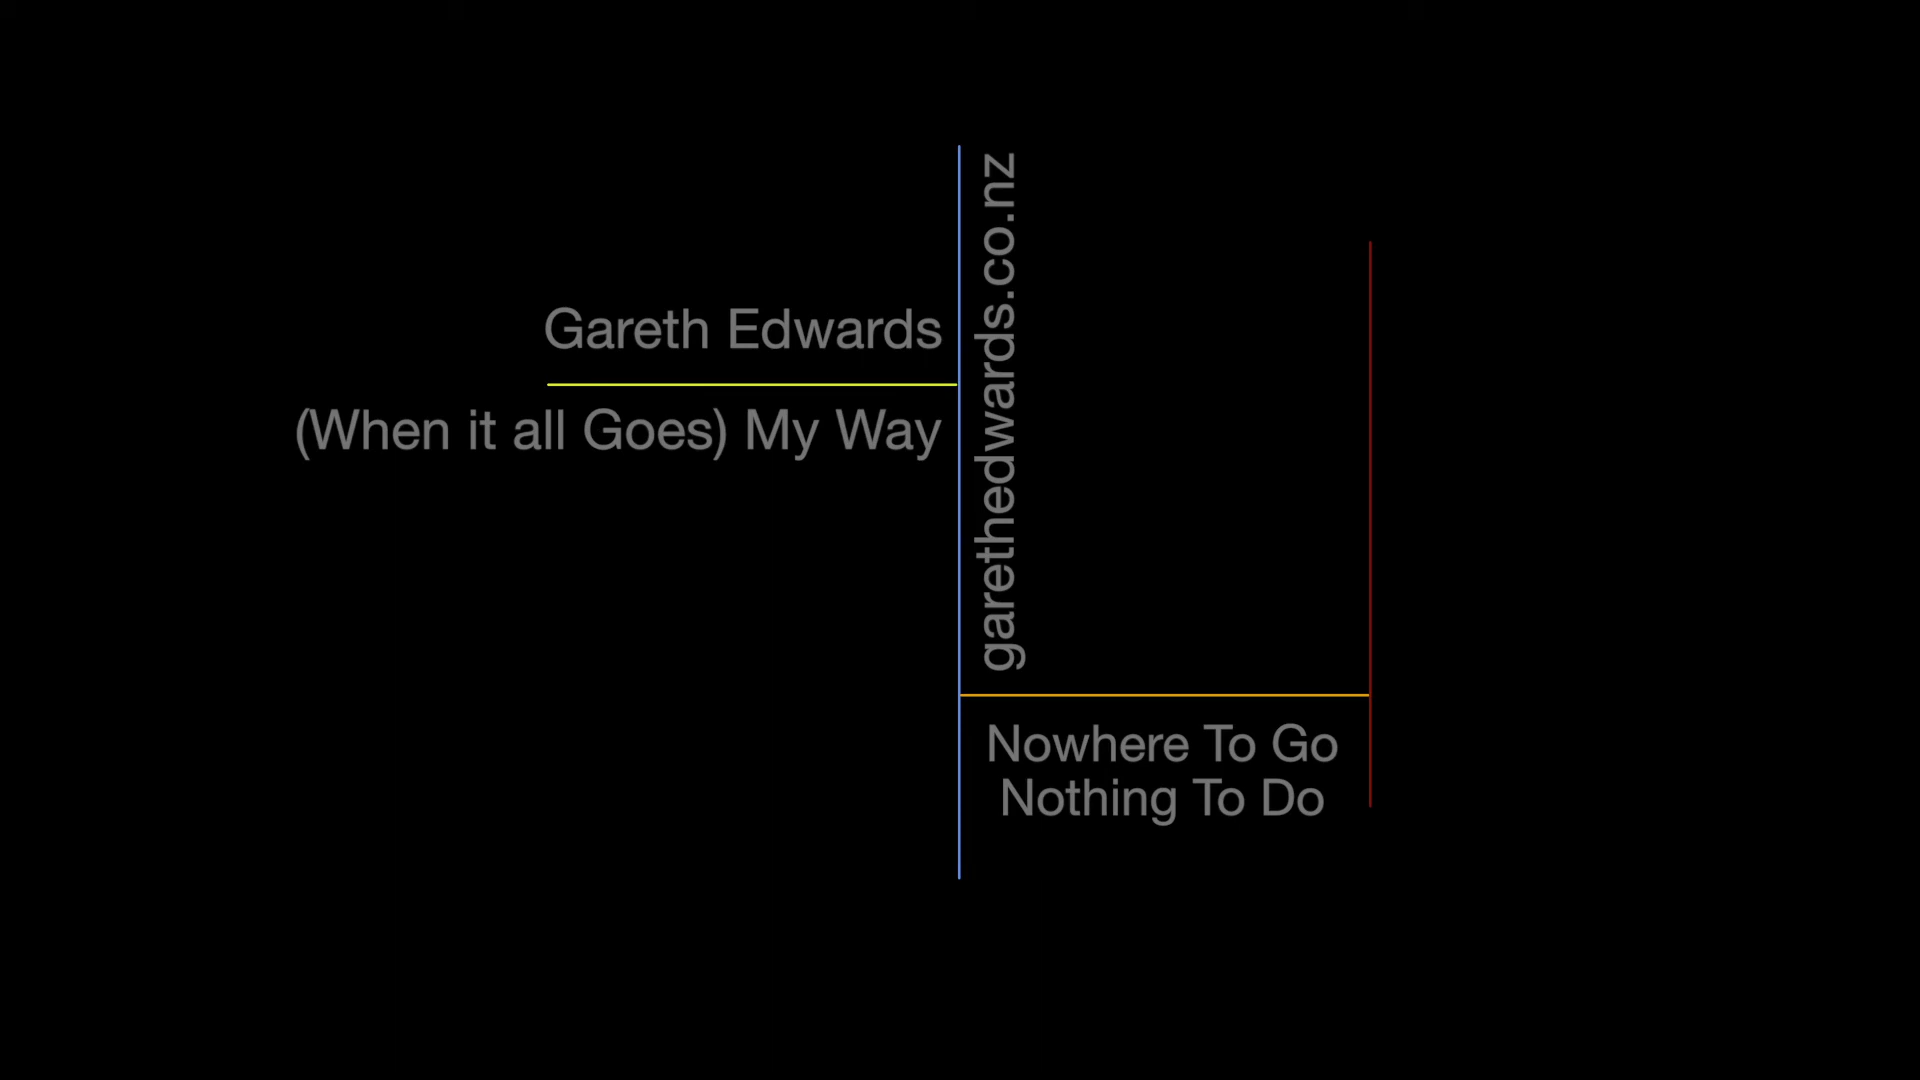 Gareth Edwards
(When it all Goes) My Way
garethedwards.co.nz
Nowhere To Go
Nothing To Do